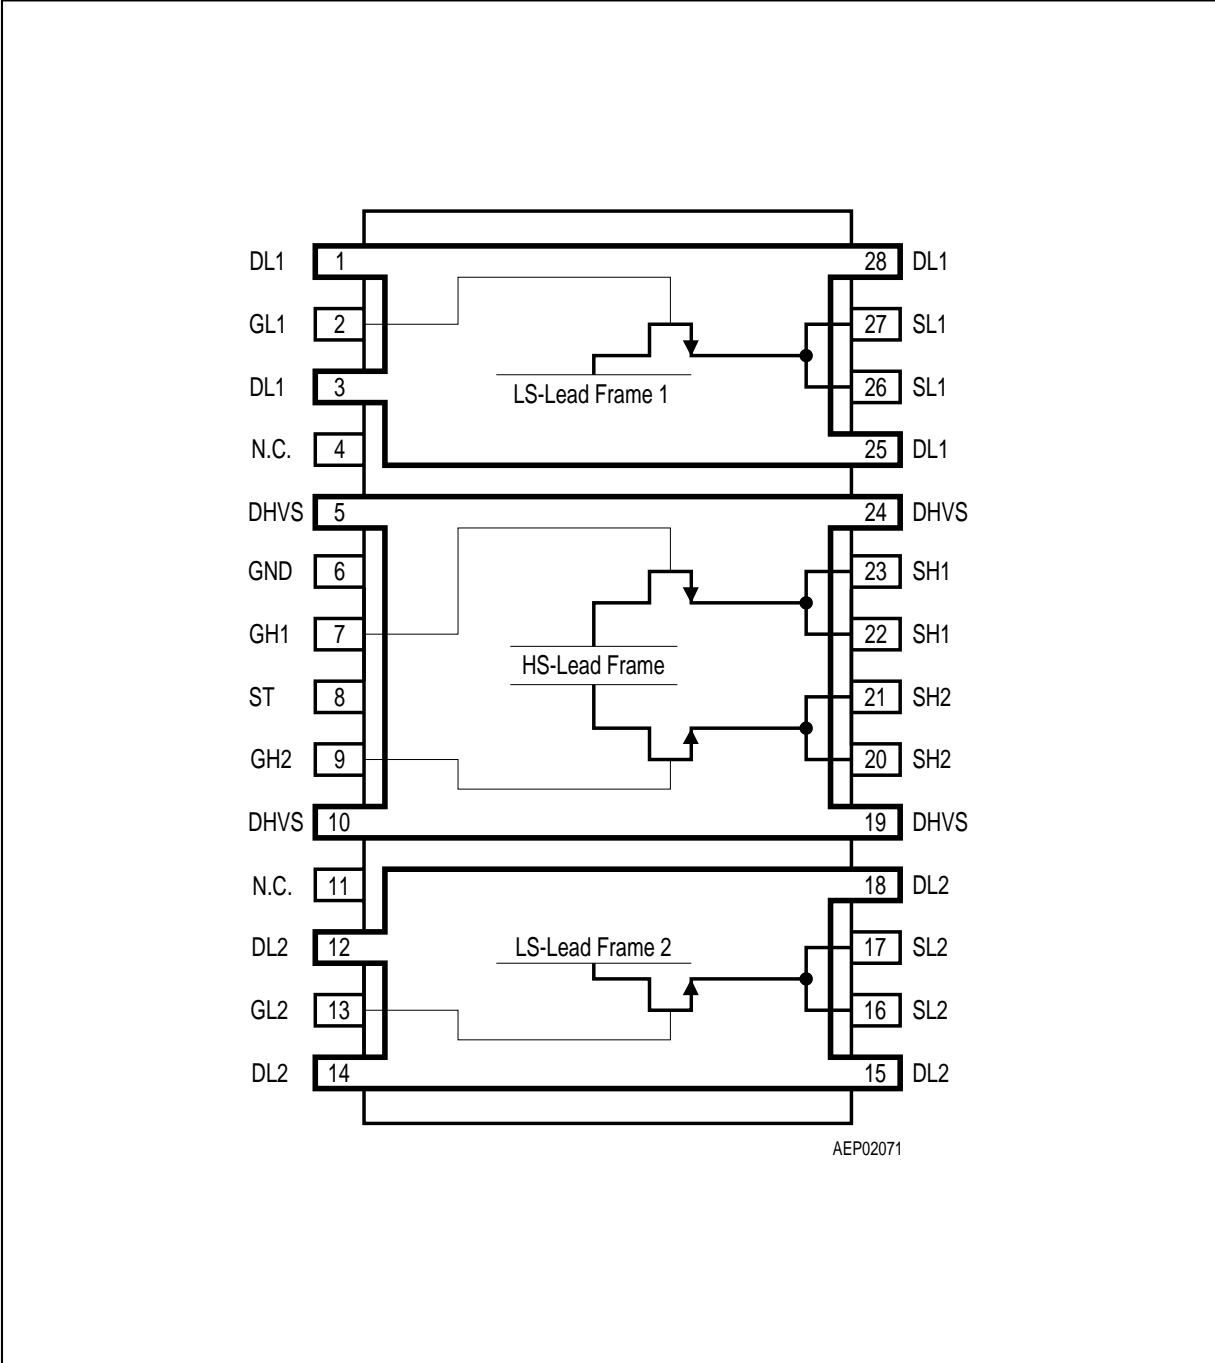 DL1 1 28 DL1
GL1 2 27 SL1
DL1 3 26 SL1
LS-Lead Frame 1
N.C. 4 25 DL1
DHVS 5 24 DHVS
GND 6 23 SH1
GH1 7 22 SH1
HS-Lead Frame
ST 8 21 SH2
GH2 9 20 SH2
DHVS 10 19 DHVS
N.C. 11 18 DL2
DL2 12 LS-Lead Frame 2 17 SL2
GL2 13 16 SL2
DL2 14 15 DL2
AEP02071